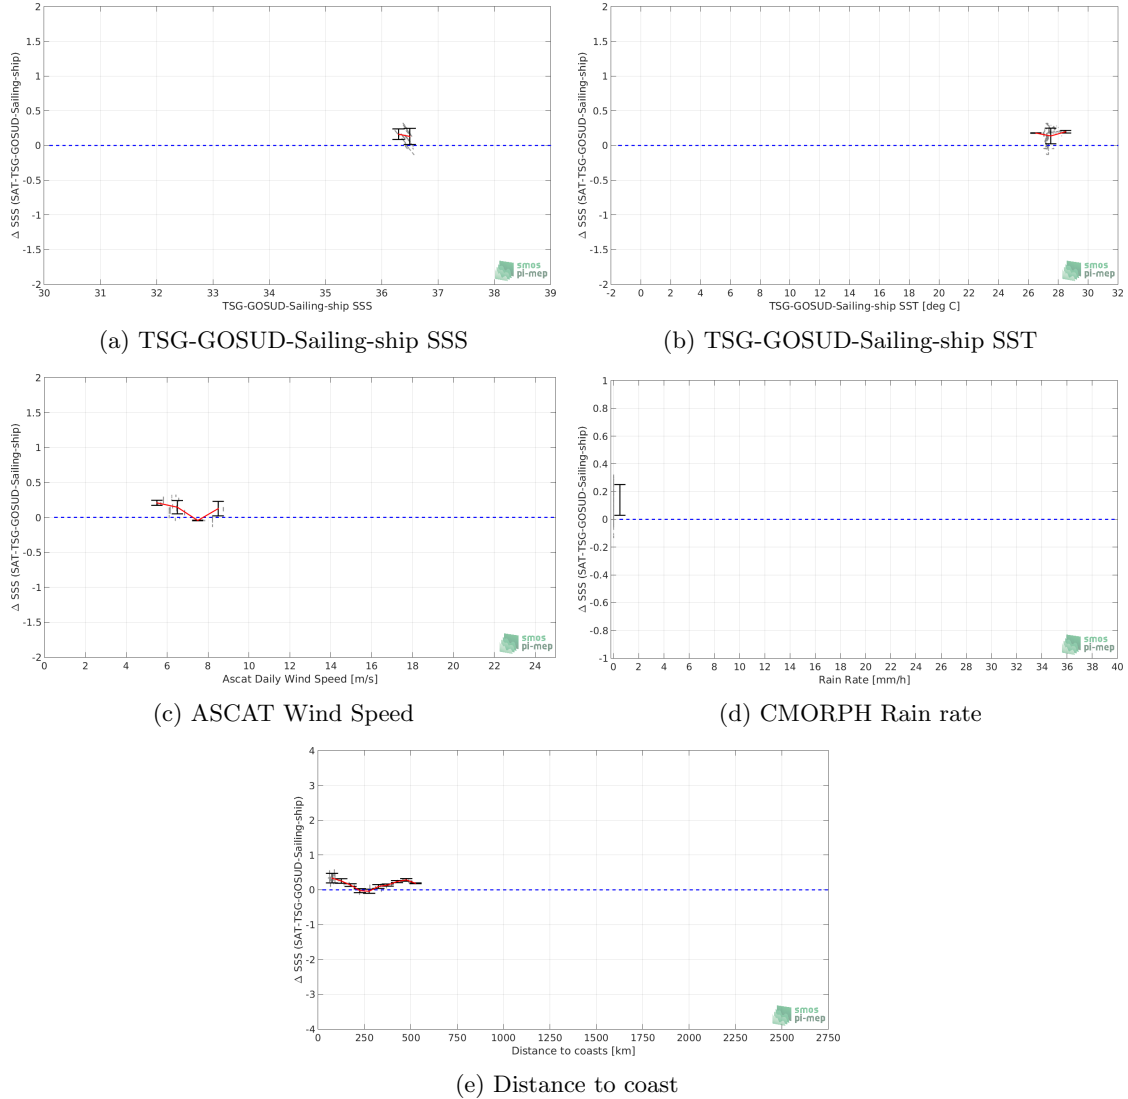 2
1.5
1
0.5
0
-0.5
-1
-1.5
-2
Δ SSS (SAT-TSG-GOSUD-Sailing-ship)
30 31 32 33 34 35 36 37 38 39
TSG-GOSUD-Sailing-ship SSS
smos
pi-mep
(a) TSG-GOSUD-Sailing-ship SSS
2
1.5
1
0.5
0
-0.5
-1
-1.5
-2
Δ SSS (SAT-TSG-GOSUD-Sailing-ship)
-2 0 2 4 6 8 10 12 14 16 18 20 22 24 26 28 30 32
TSG-GOSUD-Sailing-ship SST [deg C]
smos
pi-mep
(b) TSG-GOSUD-Sailing-ship SST
2
1.5
1
0.5
0
-0.5
-1
-1.5
-2
Δ SSS (SAT-TSG-GOSUD-Sailing-ship)
0 2 4 6 8 10 12 14 16 18 20 22 24
Ascat Daily Wind Speed [m/s]
smos
pi-mep
(c) ASCAT Wind Speed
1
0.8
0.6
0.4
0.2
0
-0.2
-0.4
-0.6
-0.8
-1
Δ SSS (SAT-TSG-GOSUD-Sailing-ship)
0 2 4 6 8 10 12 14 16 18 20 22 24 26 28 30 32 34 36 38 40
Rain Rate [mm/h]
smos
pi-mep
(d) CMORPH Rain rate
4
3
2
1
0
-1
-2
-3
-4
Δ SSS (SAT-TSG-GOSUD-Sailing-ship)
0 250 500 750 1000 1250 1500 1750 2000 2250 2500 2750
Distance to coasts [km]
smos
pi-mep
(e) Distance to coast